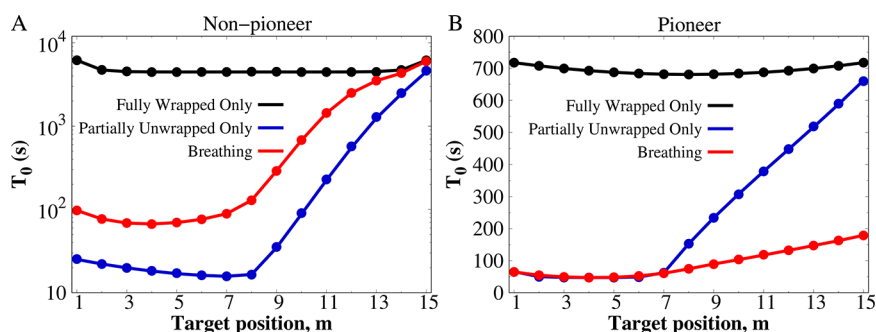 A
Non-pioneer
10^4
10^3
10^2
10
T_0 (s)
Fully Wrapped Only
Partially Unwrapped Only
Breathing
1 3 5 7 9 11 13 15
Target position, m
B
Pioneer
800
700
600
500
400
300
200
100
0
T_0 (s)
Fully Wrapped Only
Partially Unwrapped Only
Breathing
1 3 5 7 9 11 13 15
Target position, m